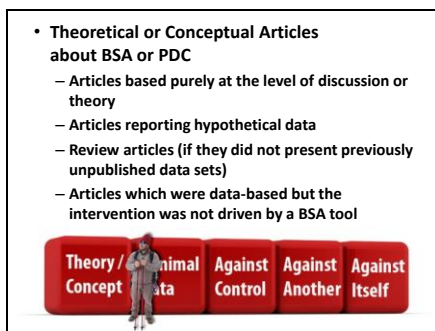 • Theoretical or Conceptual Articles
about BSA or PDC
– Articles based purely at the level of discussion or
theory
– Articles reporting hypothetical data
– Review articles (if they did not present previously
unpublished data sets)
– Articles which were data-based but the
intervention was not driven by a BSA tool
Theory / Against Against Against
Concept Control Another Itself